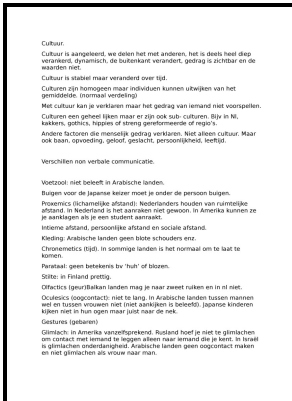 Cultuur.
Cultuur is aangeleerd, we delen het met anderen, het is deels heel diep
verankerd, dynamisch, de buitenkant verandert, gedrag is zichtbar en de
waarden niet.
Cultuur is stabiel maar veranderd over tijd.
Culturen zijn homogeen maar individuen kunnen uitwijken van het
gemiddelde. (normaal verdeling)
Met cultuur kan je verklaren maar het gedrag van iemand niet voorspellen.
Culturen een geheel lijken maar er zijn ook sub- culturen. Bijv in Nl,
kakkers, gothics, hippies of streng gereformeerde of regio's.
Andere factoren die menselijk gedrag verklaren. Niet alleen cultuur. Maar
ook baan, opvoeding, geloof, geslacht, persoonlijkheid, leeftijd.
Verschillen non verbale communicatie.
Voetzool: niet beleeft in Arabische landen.
Buigen voor de Japanse keizer moet je onder de persoon buigen.
Proxemics (lichamelijke afstand): Nederlanders houden van ruimtelijke
afstand. In Nederland is het aanraken niet gewoon. In Amerika kunnen ze
je aanklagen als je een student aanraakt.
Intieme afstand, persoonlijke afstand en sociale afstand.
Kleding: Arabische landen geen blote schouders enz.
Chronemetics (tijd). In sommige landen is het normaal om te laat te
komen.
Parataal: geen betekenis bv 'huh' of blozen.
Stilte: in Finland prettig.
Olfactics (geur)Balkan landen mag je naar zweet ruiken en in nl niet.
Oculesics (oogcontact): niet te lang. In Arabische landen tussen mannen
wel en tussen vrouwen niet (niet aankijken is beleefd). Japanse kinderen
kijken niet in hun ogen maar juist naar de nek.
Gestures (gebaren)
Glimlach: in Amerika vanzelfsprekend. Rusland hoef je niet te glimlachen
om contact met iemand te leggen alleen naar iemand die je kent. In Israël
is glimlachen onderdanigheid. Arabische landen geen oogcontact maken
en niet glimlachen als vrouw naar man.